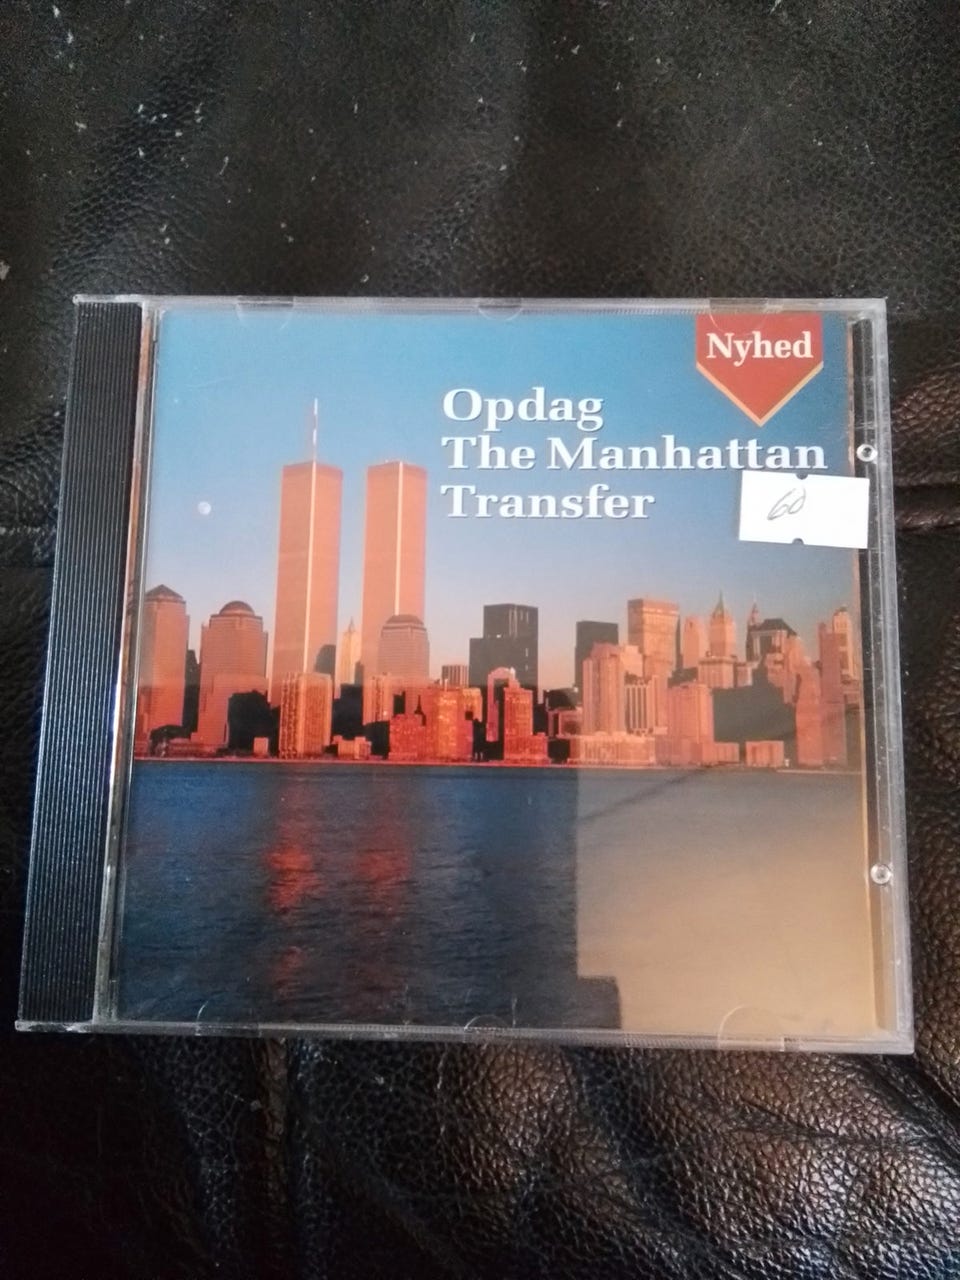 Nyhed
Opdag
The Manhattan
Transfer
60